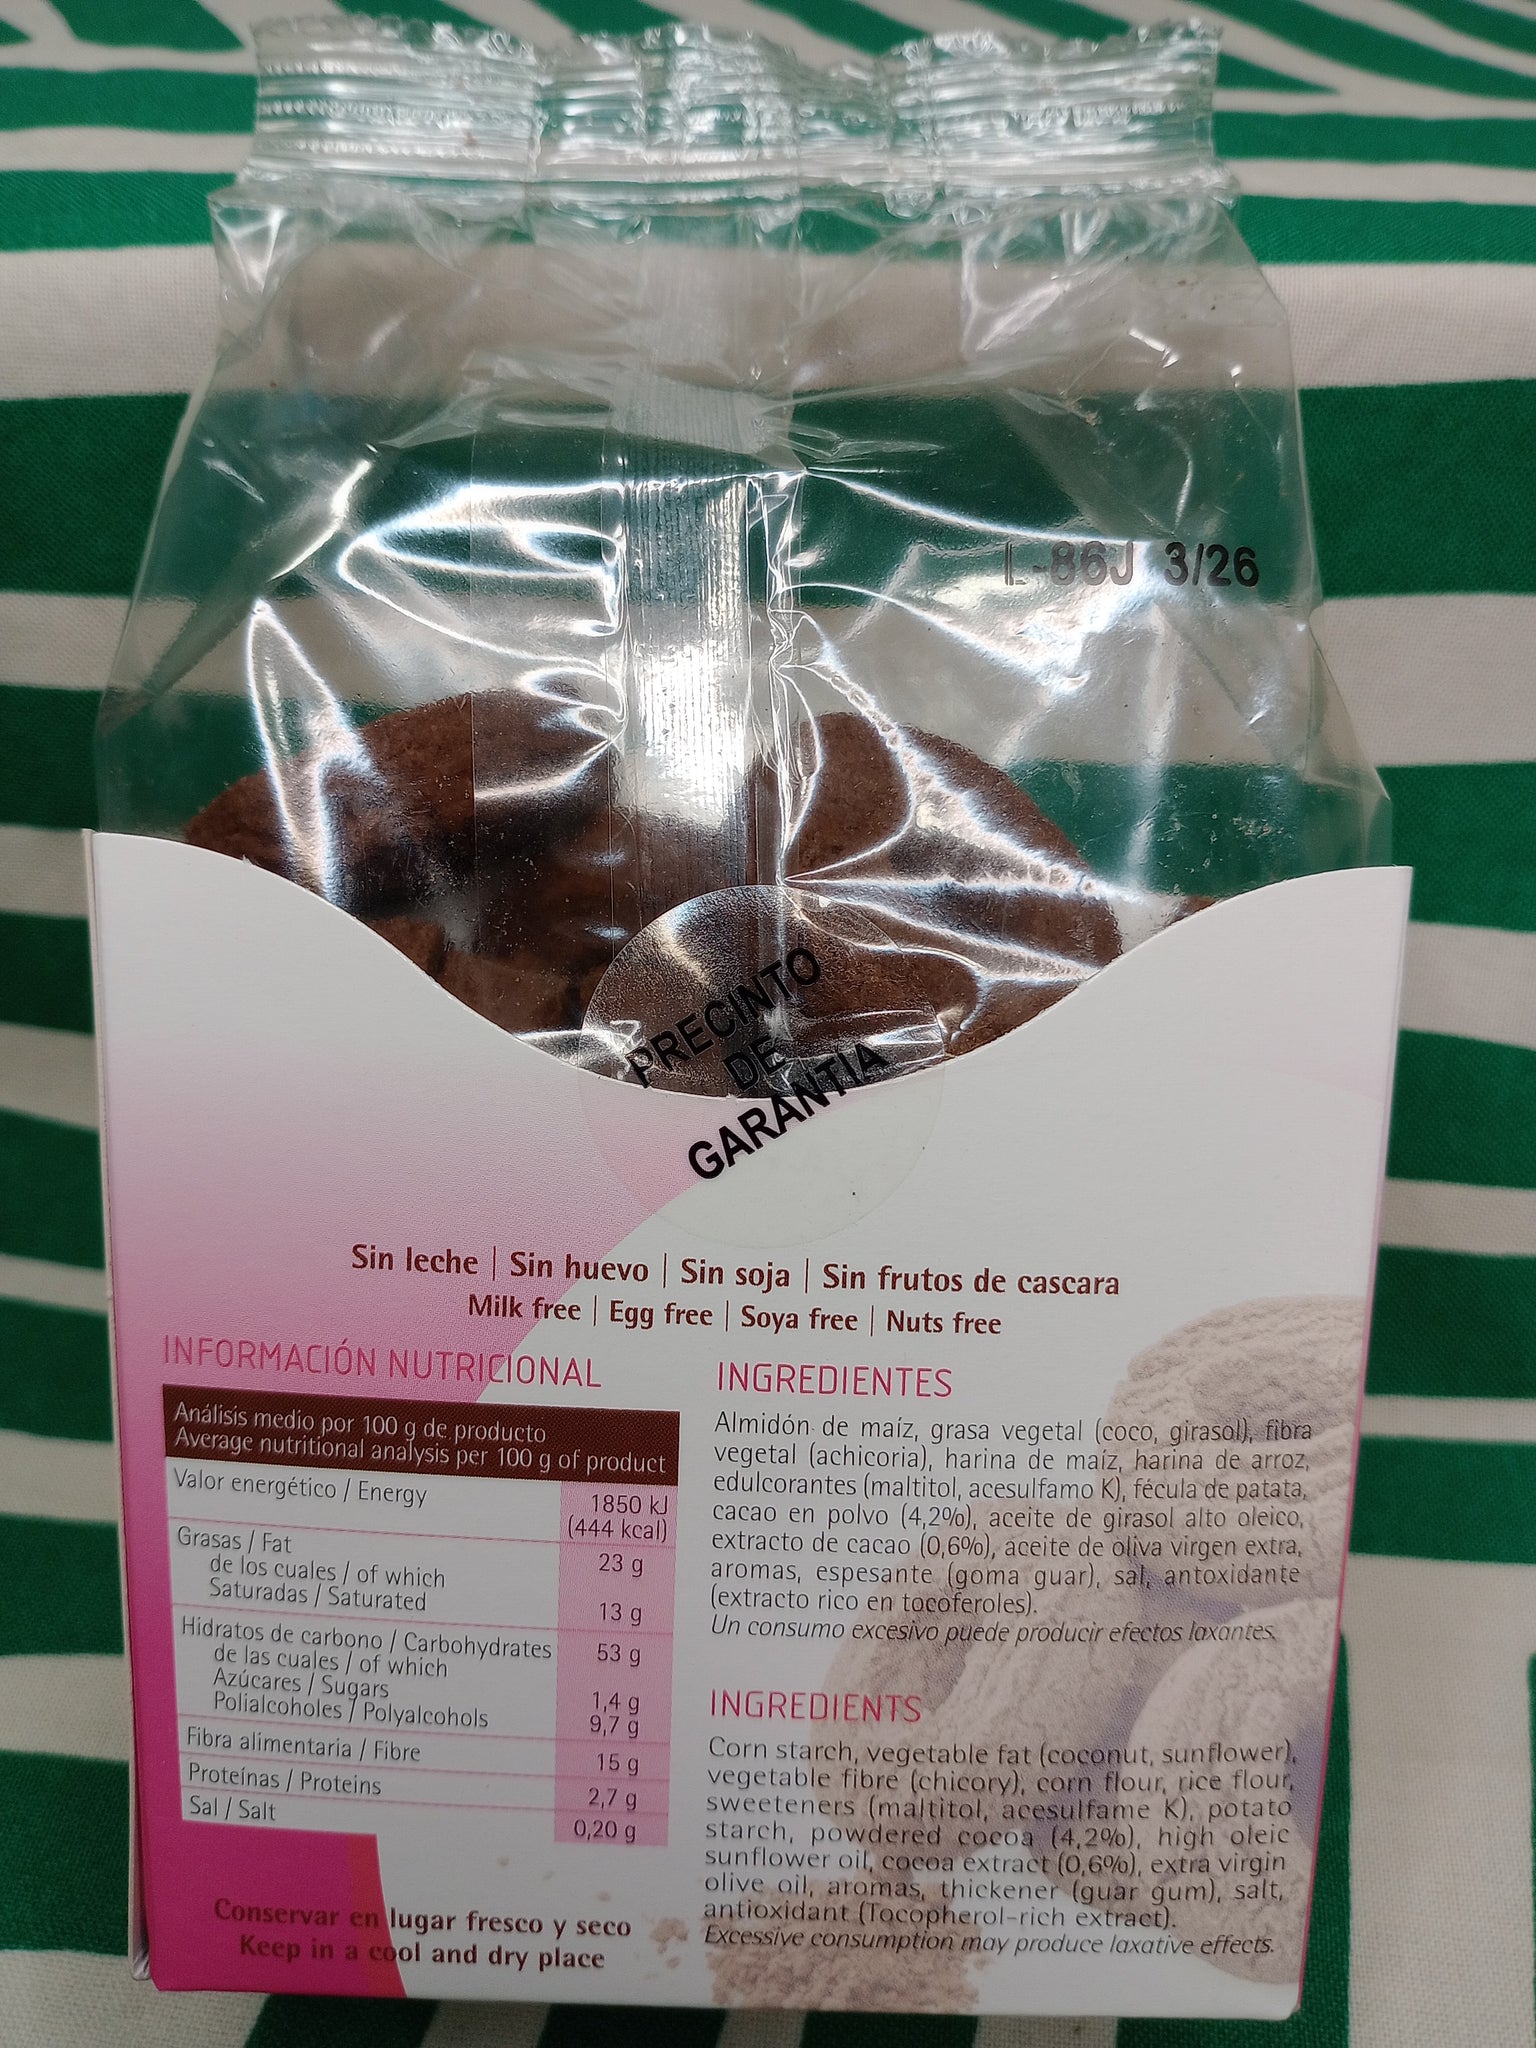 L-86J 3/26
PRECINTO
DE
GARANTÍA
Sin leche | Sin huevo | Sin soja | Sin frutos de cascara
Milk free | Egg free | Soya free | Nuts free
INFORMACIÓN NUTRICIONAL
Análisis medio por 100 g de producto
Average nutritional analysis per 100 g of product
Valor energético / Energy 1850 kJ
(444 kcal)
Grasas / Fat 23 g
de los cuales / of which
Saturadas / Saturated 13 g
Hidratos de carbono / Carbohydrates 53 g
de las cuales / of which
Azúcares / Sugars 1,4 g
Polialcoholes / Polyalcohols 9,7 g
Fibra alimentaria / Fibre 15 g
Proteínas / Proteins 2,7 g
Sal / Salt 0,20 g
Conservar en lugar fresco y seco
Keep in a cool and dry place
INGREDIENTES
Almidón de maíz, grasa vegetal (coco, girasol), fibra
vegetal (achicoria), harina de maíz, harina de arroz,
edulcorantes (maltitol, acesulfamo K), fécula de patata,
cacao en polvo (4,2%), aceite de girasol alto oleico,
extracto de cacao (0,6%), aceite de oliva virgen extra,
aromas, espesante (goma guar), sal, antoxidante
(extracto rico en tocoferoles).
Un consumo excesivo puede producir efectos laxantes.
INGREDIENTS
Corn starch, vegetable fat (coconut, sunflower),
vegetable fibre (chicory), corn flour, rice flour,
sweeteners (maltitol, acesulfame K), potato
starch, powdered cocoa (4,2%), high oleic
sunflower oil, cocoa extract (0,6%), extra virgin
olive oil, aromas, thickener (guar gum), salt,
antioxidant (Tocopherol-rich extract).
Excessive consumption may produce laxative effects.